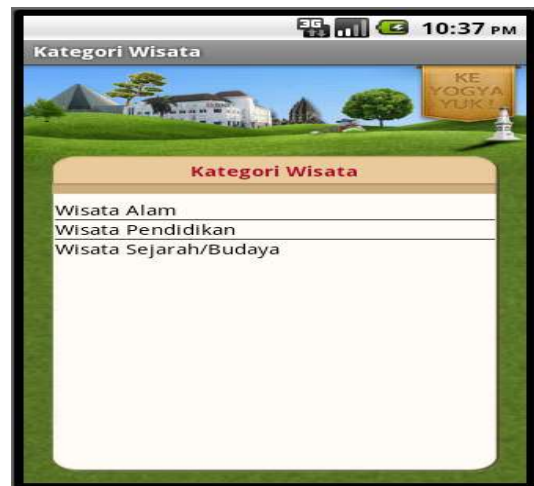 3G 10:37 PM
Kategori Wisata
KE
YOGYA
YUK !
Kategori Wisata
Wisata Alam
Wisata Pendidikan
Wisata Sejarah/Budaya